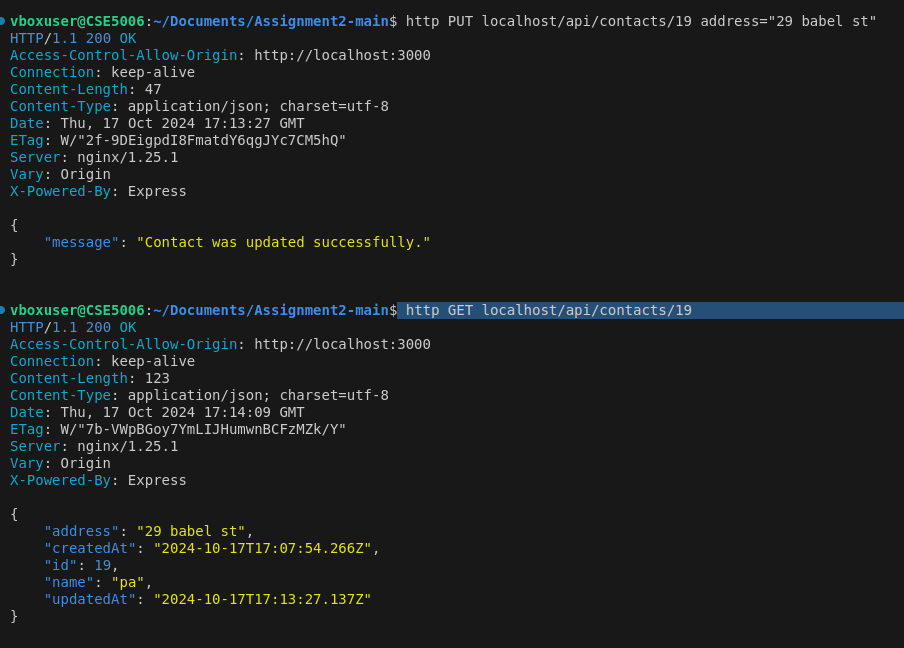 vboxuser@CSE5006:~/Documents/Assignment2-main$ http PUT localhost/api/contacts/19 address="29 babel st"
HTTP/1.1 200 OK
Access-Control-Allow-Origin: http://localhost:3000
Connection: keep-alive
Content-Length: 47
Content-Type: application/json; charset=utf-8
Date: Thu, 17 Oct 2024 17:13:27 GMT
ETag: W/"2f-9DEigpdI8FmatdY6qgJYc7CM5hQ"
Server: nginx/1.25.1
Vary: Origin
X-Powered-By: Express
{
    "message": "Contact was updated successfully."
}
vboxuser@CSE5006:~/Documents/Assignment2-main$ http GET localhost/api/contacts/19
HTTP/1.1 200 OK
Access-Control-Allow-Origin: http://localhost:3000
Connection: keep-alive
Content-Length: 123
Content-Type: application/json; charset=utf-8
Date: Thu, 17 Oct 2024 17:14:09 GMT
ETag: W/"7b-VWpBGoy7YmLIJHumwnBCFzMZk/Y"
Server: nginx/1.25.1
Vary: Origin
X-Powered-By: Express
{
    "address": "29 babel st",
    "createdAt": "2024-10-17T17:07:54.266Z",
    "id": 19,
    "name": "pa",
    "updatedAt": "2024-10-17T17:13:27.137Z"
}